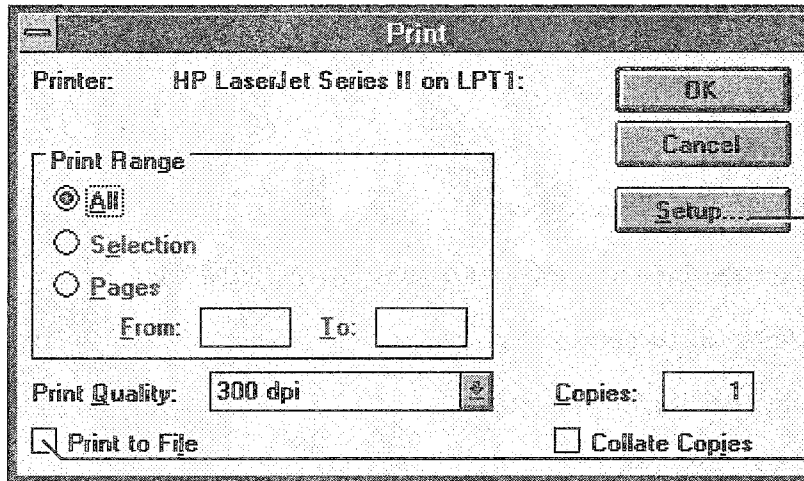 Print
Printer: HP LaserJet Series II on LPT1:
OK
Cancel
Setup...
Print Range
All
Selection
Pages
From: To:
Print Quality: 300 dpi
Copies: 1
Print to File
Collate Copies